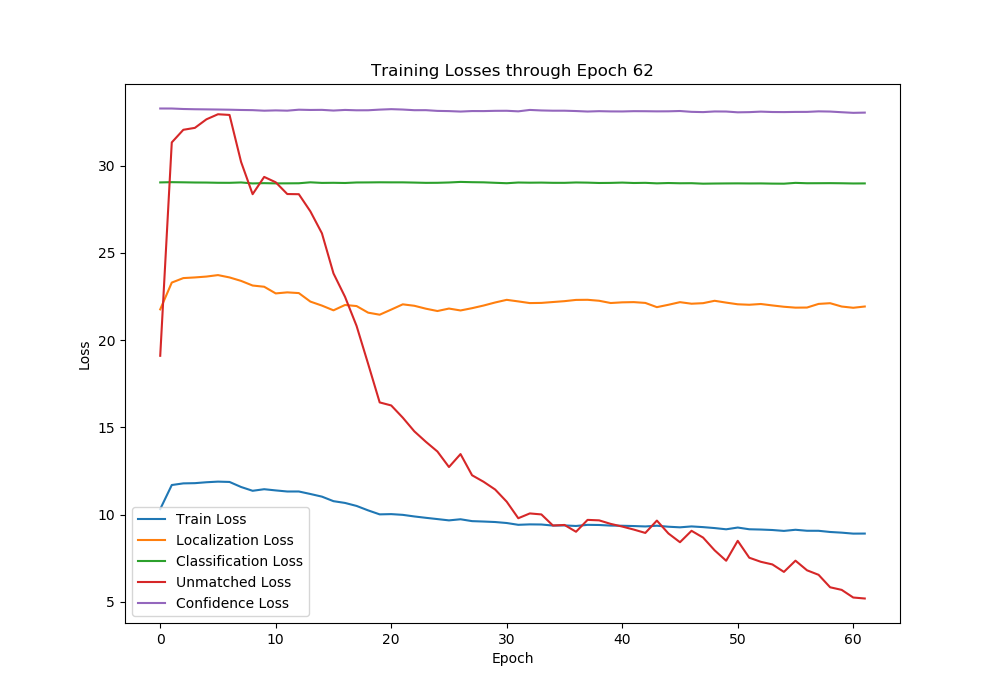 Training Losses through Epoch 62
Loss
30
25
20
15
10
5
Train Loss
Localization Loss
Classification Loss
Unmatched Loss
Confidence Loss
0 10 20 30 40 50 60
Epoch